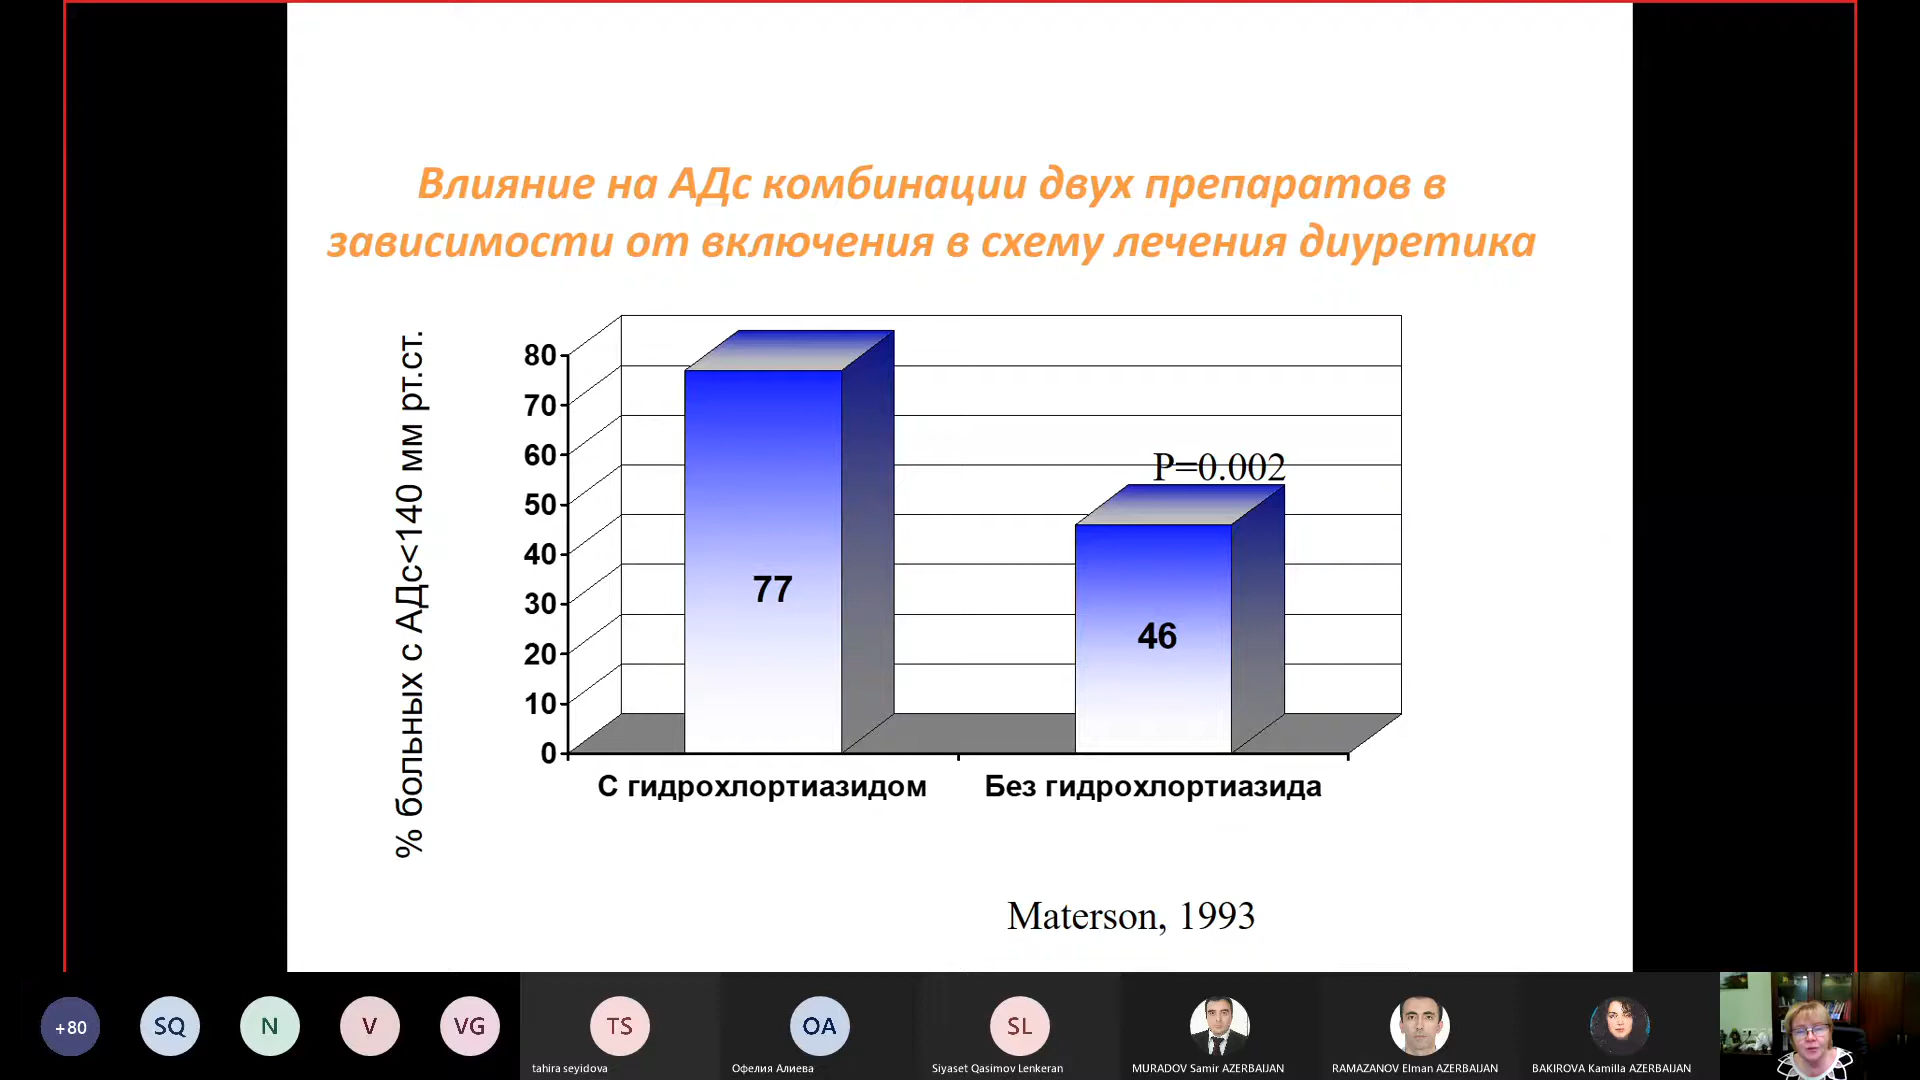 Влияние на АДс комбинации двух препаратов в
зависимости от включения в схему лечения диуретика
% больных с АДс<140 мм рт.ст.
80
70
60
50
40
30
20
10
0
77
P=0.002
46
С гидрохлортиазидом
Без гидрохлортиазида
Materson, 1993
+80
SQ
N
V
VG
TS
OA
SL
tahira seyidova
Офелия Алиева
Siyaset Qasimov Lenkeran
MURADOV Samir AZERBAIJAN
RAMAZANOV Elman AZERBAIJAN
BAKIROVA Kamilla AZERBAIJAN